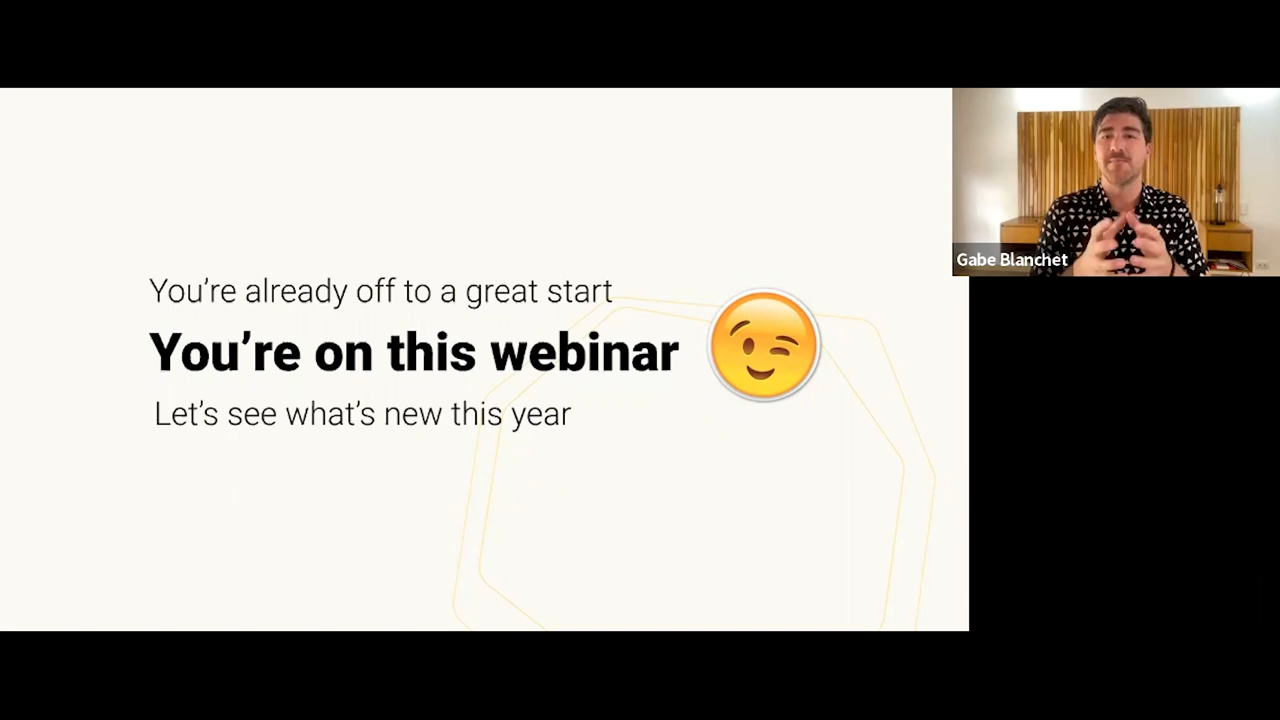 You're already off to a great start
You’re on this webinar
Let's see what's new this year
Gabe Blanchet